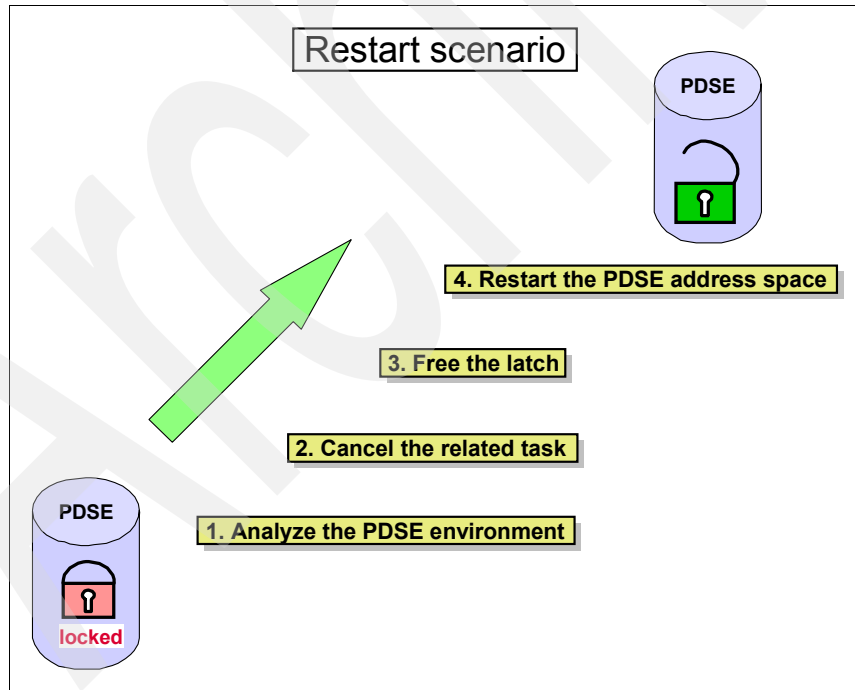 Restart scenario
PDSE
4. Restart the PDSE address space
3. Free the latch
2. Cancel the related task
PDSE
1. Analyze the PDSE environment
locked